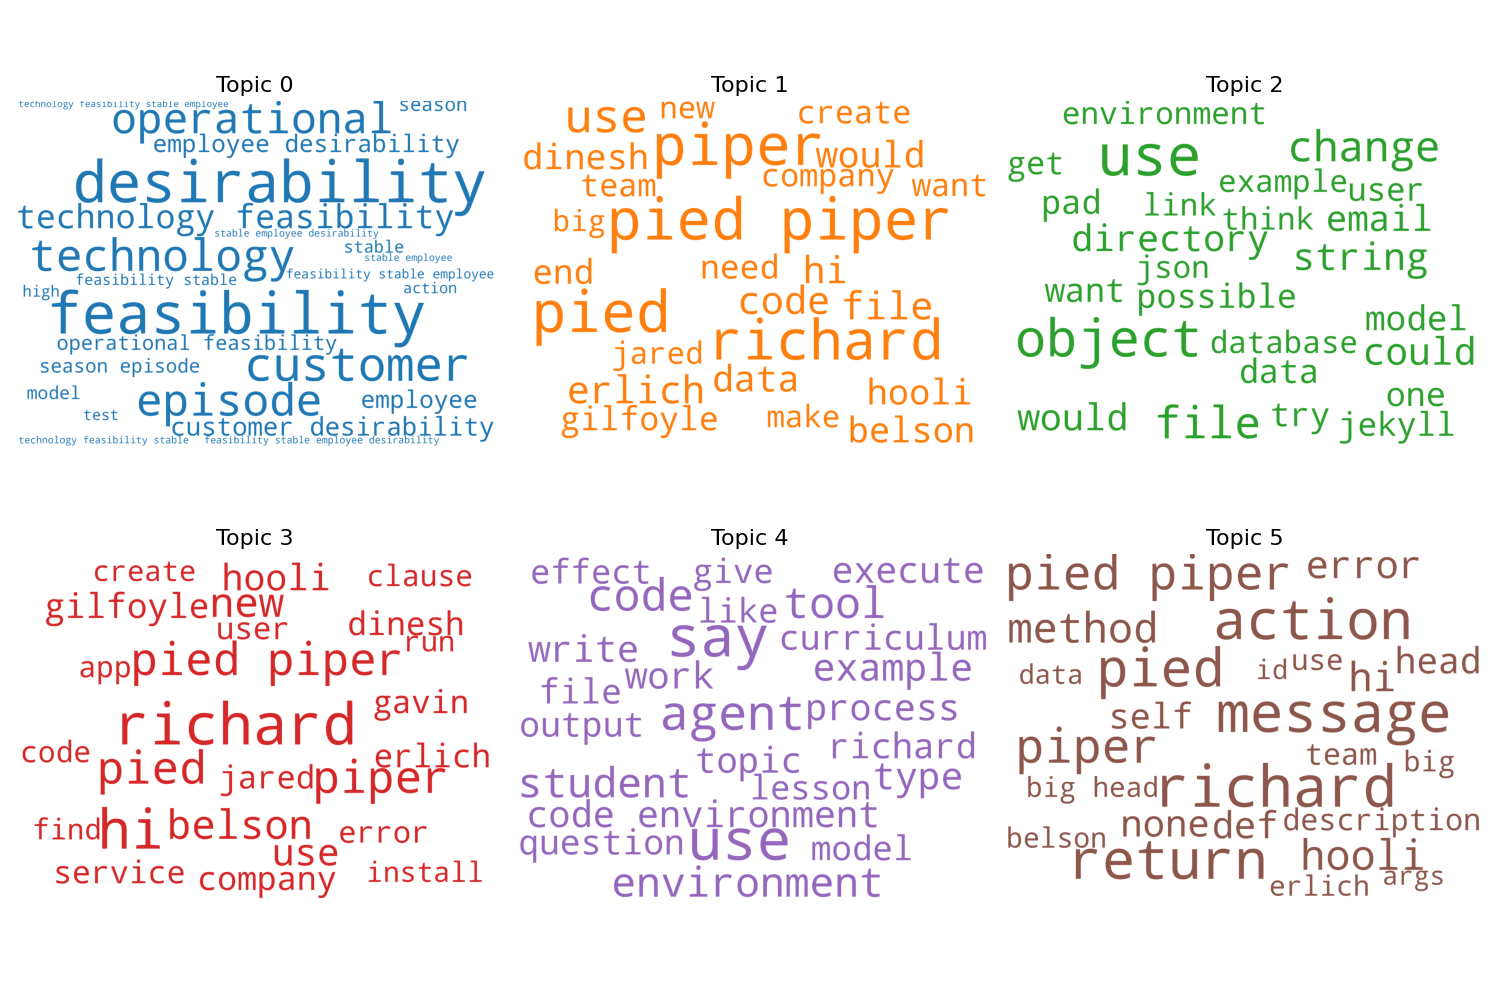 Topic 0
technology feasibility stable employee
season
operational
employee desirability
desirability
technology feasibility
stable employee desirability
stable
technology
stable employee
feasibility stable employee
feasibility stable
action
high
feasibility
operational feasibility
customer
season episode
model
episode
employee
test
customer desirability
technology feasibility stable
feasibility stable employee desirability
Topic 1
use
new
create
piper
dinesh
would
team
company
want
big
pied piper
end
need
hi
code
file
pied
richard
jared
data
erlich
hooli
gilfoyle
make
belson
Topic 2
environment
use
change
get
example
user
pad
link
think
email
directory
string
json
want
possible
object
model
database
could
data
one
would
file
try
jekyll
Topic 3
create
hooli
clause
gilfoyle
new
user
dinesh
run
app
pied piper
richard
gavin
code
erlich
pied
jared
piper
find
hi
belson
error
use
service
company
install
Topic 4
effect
give
execute
code
like
tool
say
write
curriculum
work
example
file
output
agent
process
richard
topic
student
lesson
type
code environment
question
use
model
environment
Topic 5
pied piper
error
method
action
data
pied
id
use
hi
head
self
message
piper
team
big
big head
richard
none
def
description
belson
return
hooli
erlich
args